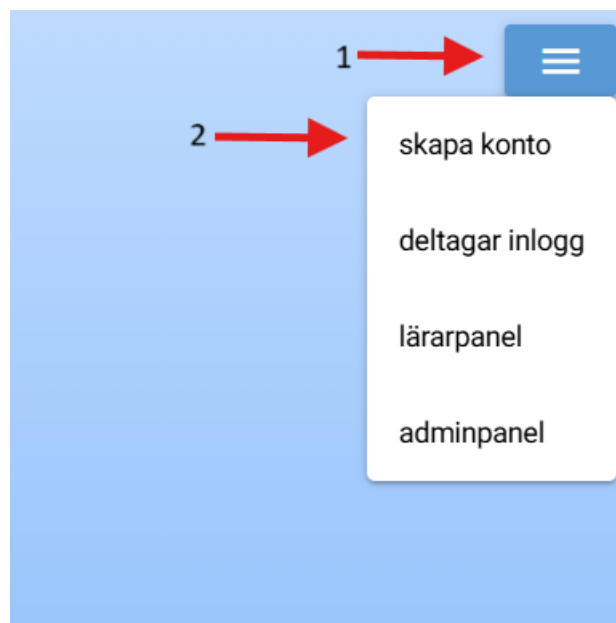 1
2
skapa konto
deltagar inlogg
lärarpanel
adminpanel